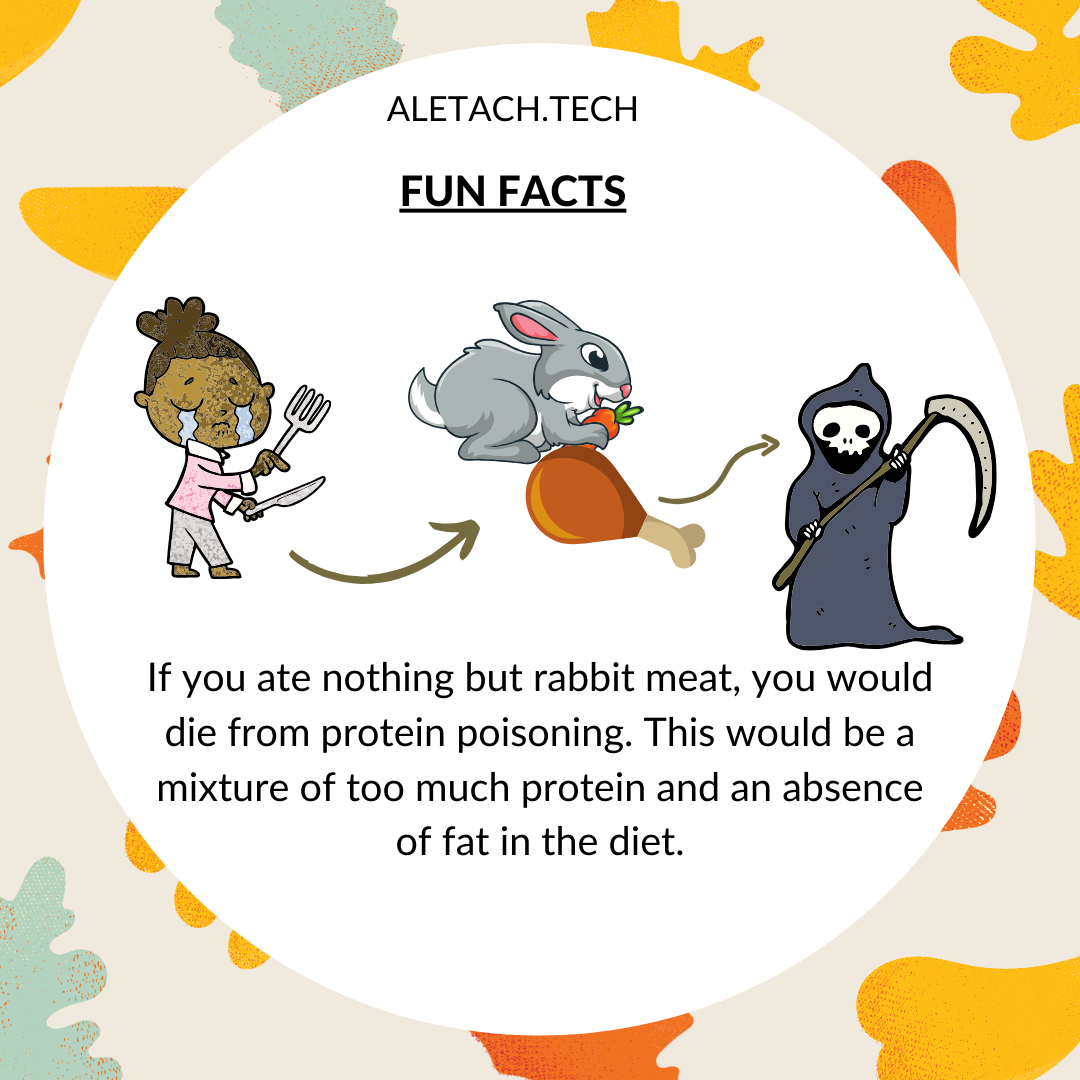 ALETACH.TECH
FUN FACTS
If you ate nothing but rabbit meat, you would
die from protein poisoning. This would be a
mixture of too much protein and an absence
of fat in the diet.